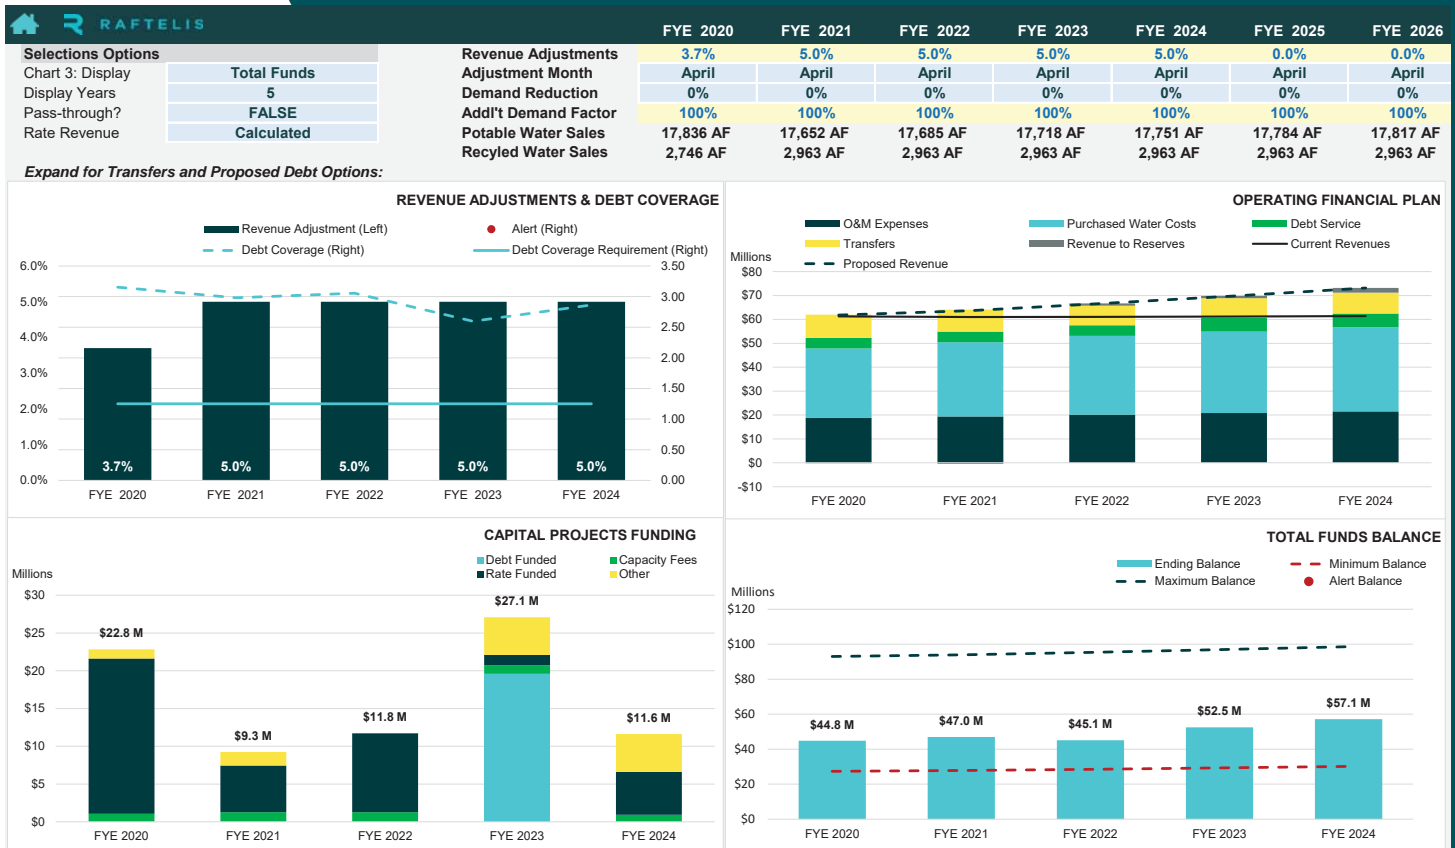 RAFTELIS
FYE 2020 FYE 2021 FYE 2022 FYE 2023 FYE 2024 FYE 2025 FYE 2026
Selections Options
Chart 3: Display Total Funds
Display Years 5
Pass-through? FALSE
Rate Revenue Calculated
Revenue Adjustments 3.7% 5.0% 5.0% 5.0% 5.0% 0.0% 0.0%
Adjustment Month April April April April April April April
Demand Reduction 0% 0% 0% 0% 0% 0% 0%
Addl't Demand Factor 100% 100% 100% 100% 100% 100% 100%
Potable Water Sales 17,836 AF 17,652 AF 17,685 AF 17,718 AF 17,751 AF 17,784 AF 17,817 AF
Recyled Water Sales 2,746 AF 2,963 AF 2,963 AF 2,963 AF 2,963 AF 2,963 AF 2,963 AF
Expand for Transfers and Proposed Debt Options:
REVENUE ADJUSTMENTS & DEBT COVERAGE
Revenue Adjustment (Left) Alert (Right)
Debt Coverage (Right) Debt Coverage Requirement (Right)
6.0% 3.50
5.0% 3.00
2.50
4.0% 2.00
3.0% 1.50
2.0% 1.00
1.0% 0.50
0.0% 0.00
3.7% 5.0% 5.0% 5.0% 5.0%
FYE 2020 FYE 2021 FYE 2022 FYE 2023 FYE 2024
OPERATING FINANCIAL PLAN
O&M Expenses Purchased Water Costs Debt Service
Transfers Revenue to Reserves Current Revenues
Proposed Revenue
Millions
$80
$70
$60
$50
$40
$30
$20
$10
$0
-$10
FYE 2020 FYE 2021 FYE 2022 FYE 2023 FYE 2024
CAPITAL PROJECTS FUNDING
Debt Funded Capacity Fees
Rate Funded Other
Millions
$30
$25
$20
$15
$10
$5
$0
$22.8 M $9.3 M $11.8 M $27.1 M $11.6 M
FYE 2020 FYE 2021 FYE 2022 FYE 2023 FYE 2024
TOTAL FUNDS BALANCE
Ending Balance Minimum Balance
Maximum Balance Alert Balance
Millions
$120
$100
$80
$60
$40
$20
$0
$44.8 M $47.0 M $45.1 M $52.5 M $57.1 M
FYE 2020 FYE 2021 FYE 2022 FYE 2023 FYE 2024